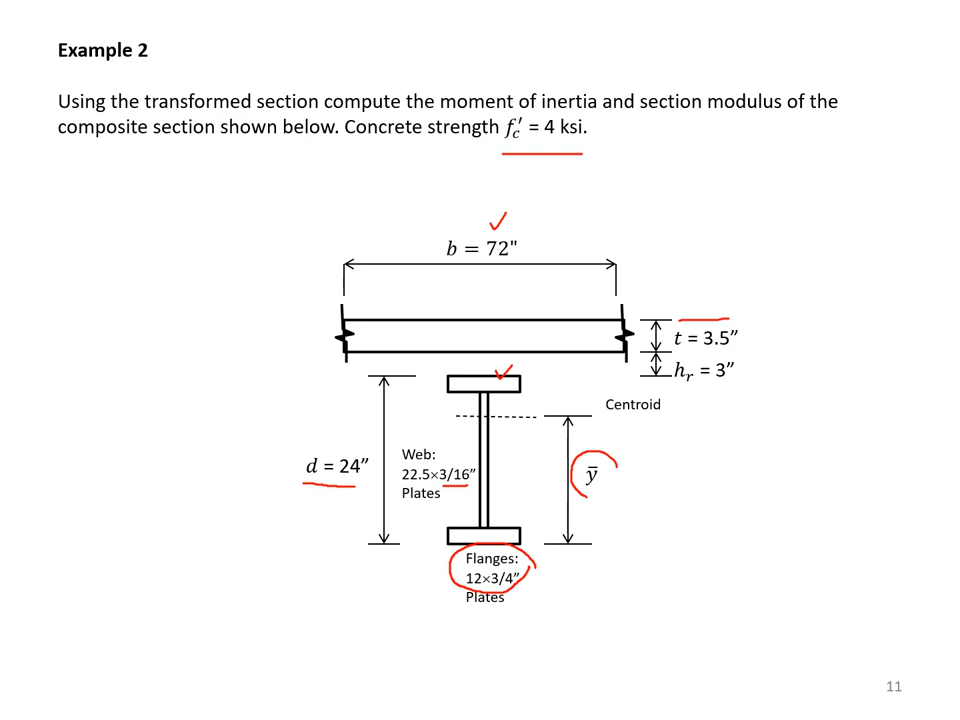 Example 2
Using the transformed section compute the moment of inertia and section modulus of the
composite section shown below. Concrete strength 𝑓𝑐′ = 4 ksi.
𝑏 = 72"
𝑡 = 3.5”
ℎ𝑟 = 3”
Centroid
𝑑 = 24”
Web:
22.5×3/16”
Plates
𝑦̄
Flanges:
12×3/4”
Plates
11